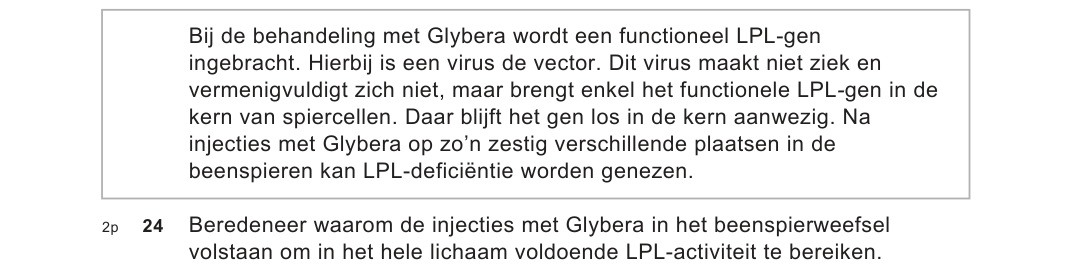 Bij de behandeling met Glybera wordt een functioneel LPL-gen
ingebracht. Hierbij is een virus de vector. Dit virus maakt niet ziek en
vermenigvuldigt zich niet, maar brengt enkel het functionele LPL-gen in de
kern van spiercellen. Daar blijft het gen los in de kern aanwezig. Na
injecties met Glybera op zo’n zestig verschillende plaatsen in de
beenspieren kan LPL-deficiëntie worden genezen.
2p 24 Beredeneer waarom de injecties met Glybera in het beenspierweefsel
volstaan om in het hele lichaam voldoende LPL-activiteit te bereiken.